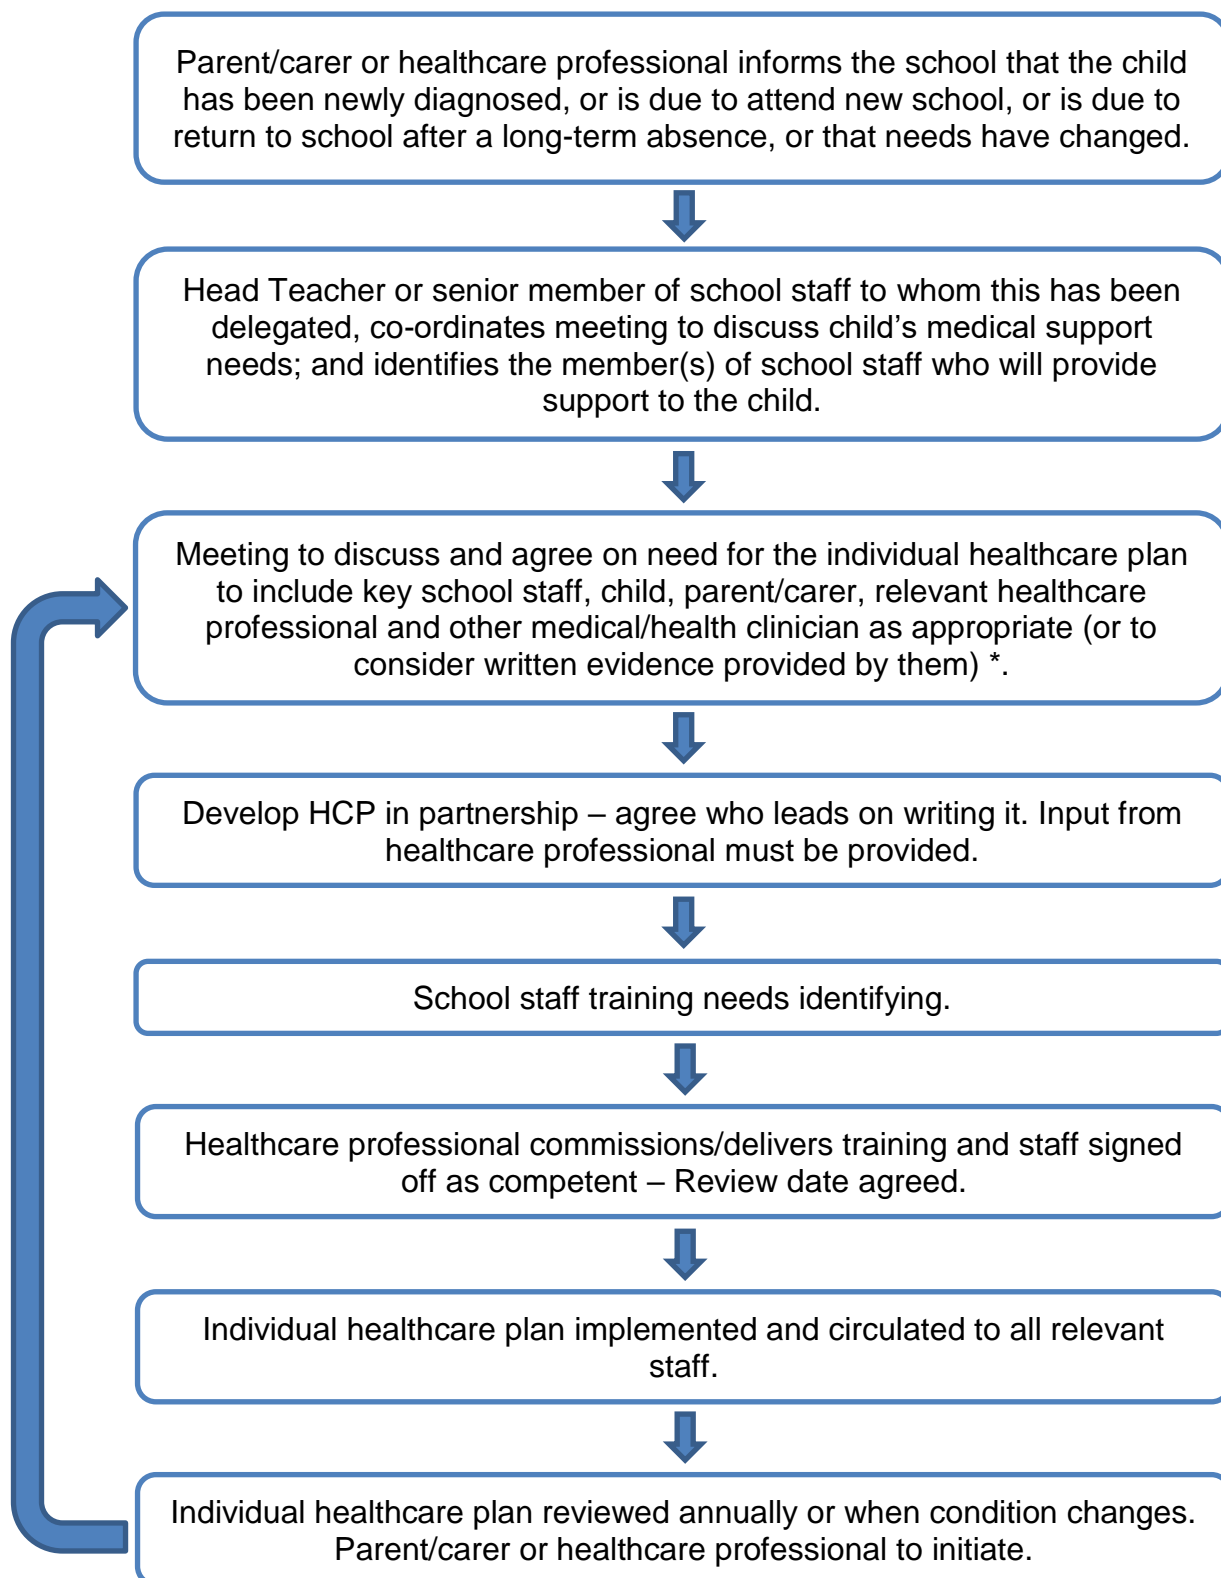 Parent/carer or healthcare professional informs the school that the child
has been newly diagnosed, or is due to attend new school, or is due to
return to school after a long-term absence, or that needs have changed.
Head Teacher or senior member of school staff to whom this has been
delegated, co-ordinates meeting to discuss child’s medical support
needs; and identifies the member(s) of school staff who will provide
support to the child.
Meeting to discuss and agree on need for the individual healthcare plan
to include key school staff, child, parent/carer, relevant healthcare
professional and other medical/health clinician as appropriate (or to
consider written evidence provided by them) *.
Develop HCP in partnership – agree who leads on writing it. Input from
healthcare professional must be provided.
School staff training needs identifying.
Healthcare professional commissions/delivers training and staff signed
off as competent – Review date agreed.
Individual healthcare plan implemented and circulated to all relevant
staff.
Individual healthcare plan reviewed annually or when condition changes.
Parent/carer or healthcare professional to initiate.